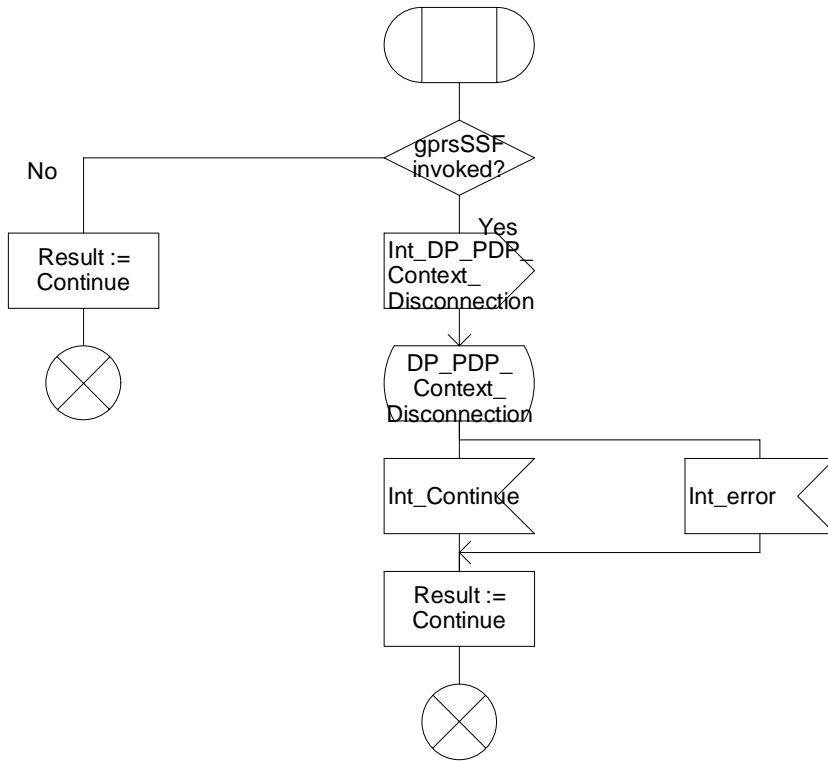 gprsSSF
invoked?
No
Yes
Result :=
Continue
Int_DP_PDP_
Context_
Disconnection
DP_PDP_
Context_
Disconnection
Int_Continue
Int_error
Result :=
Continue